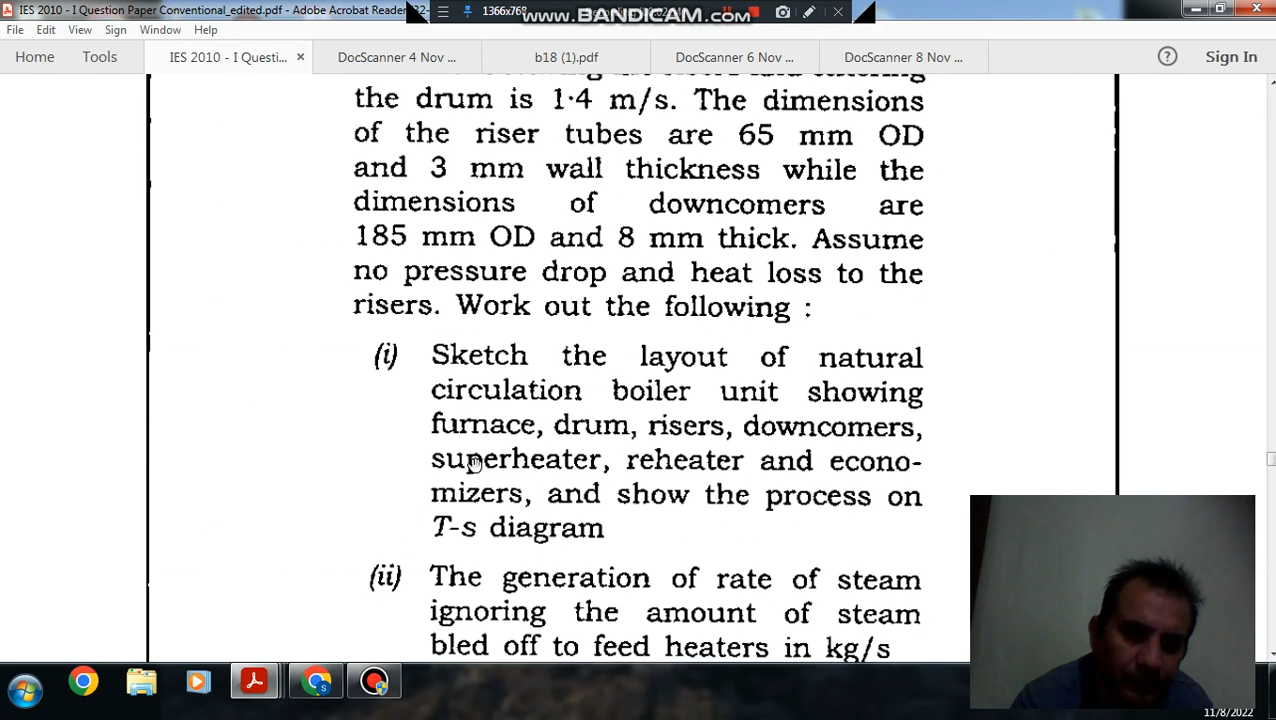 IES 2010 - I Question Paper Conventional_edited.pdf - Adobe Acrobat Reader
1366x768
www.BANDICAM.com
File Edit View Sign Window Help
Home Tools IES 2010 - I Questi... × DocScanner 4 Nov ... b18 (1).pdf DocScanner 6 Nov ... DocScanner 8 Nov ... ? Sign In
the drum is 1·4 m/s. The dimensions
of the riser tubes are 65 mm OD
and 3 mm wall thickness while the
dimensions of downcomers are
185 mm OD and 8 mm thick. Assume
no pressure drop and heat loss to the
risers. Work out the following :
(i) Sketch the layout of natural
circulation boiler unit showing
furnace, drum, risers, downcomers,
superheater, reheater and econo-
mizers, and show the process on
T-s diagram
(ii) The generation of rate of steam
ignoring the amount of steam
bled off to feed heaters in kg/s
11/8/2022